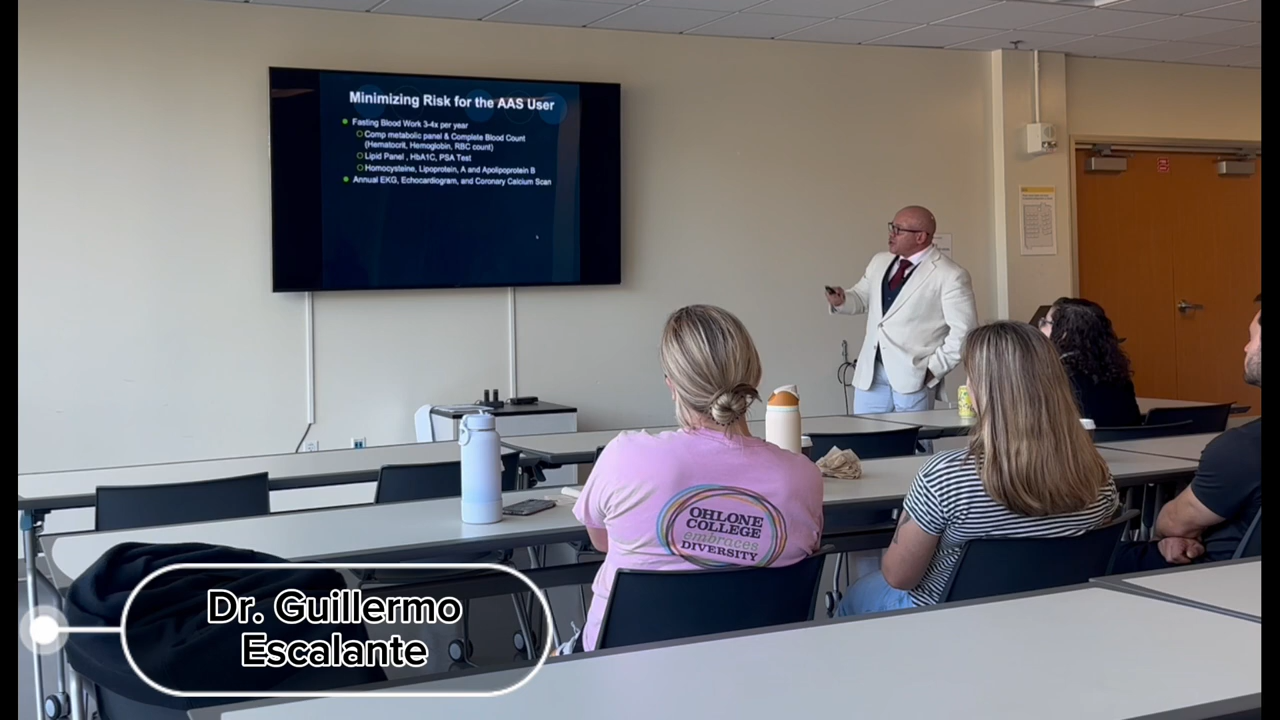 Minimizing Risk for the AAS User
Fasting Blood Work 3-4x per year
Comp metabolic panel & Complete Blood Count
(Hematocrit, Hemoglobin, RBC count)
Lipid Panel , HbA1C, PSA Test
Homocysteine, Lipoprotein, A and Apolipoprotein B
Annual EKG, Echocardiogram, and Coronary Calcium Scan
OHLONE
COLLEGE
embraces
DIVERSITY
Dr. Guillermo
Escalante